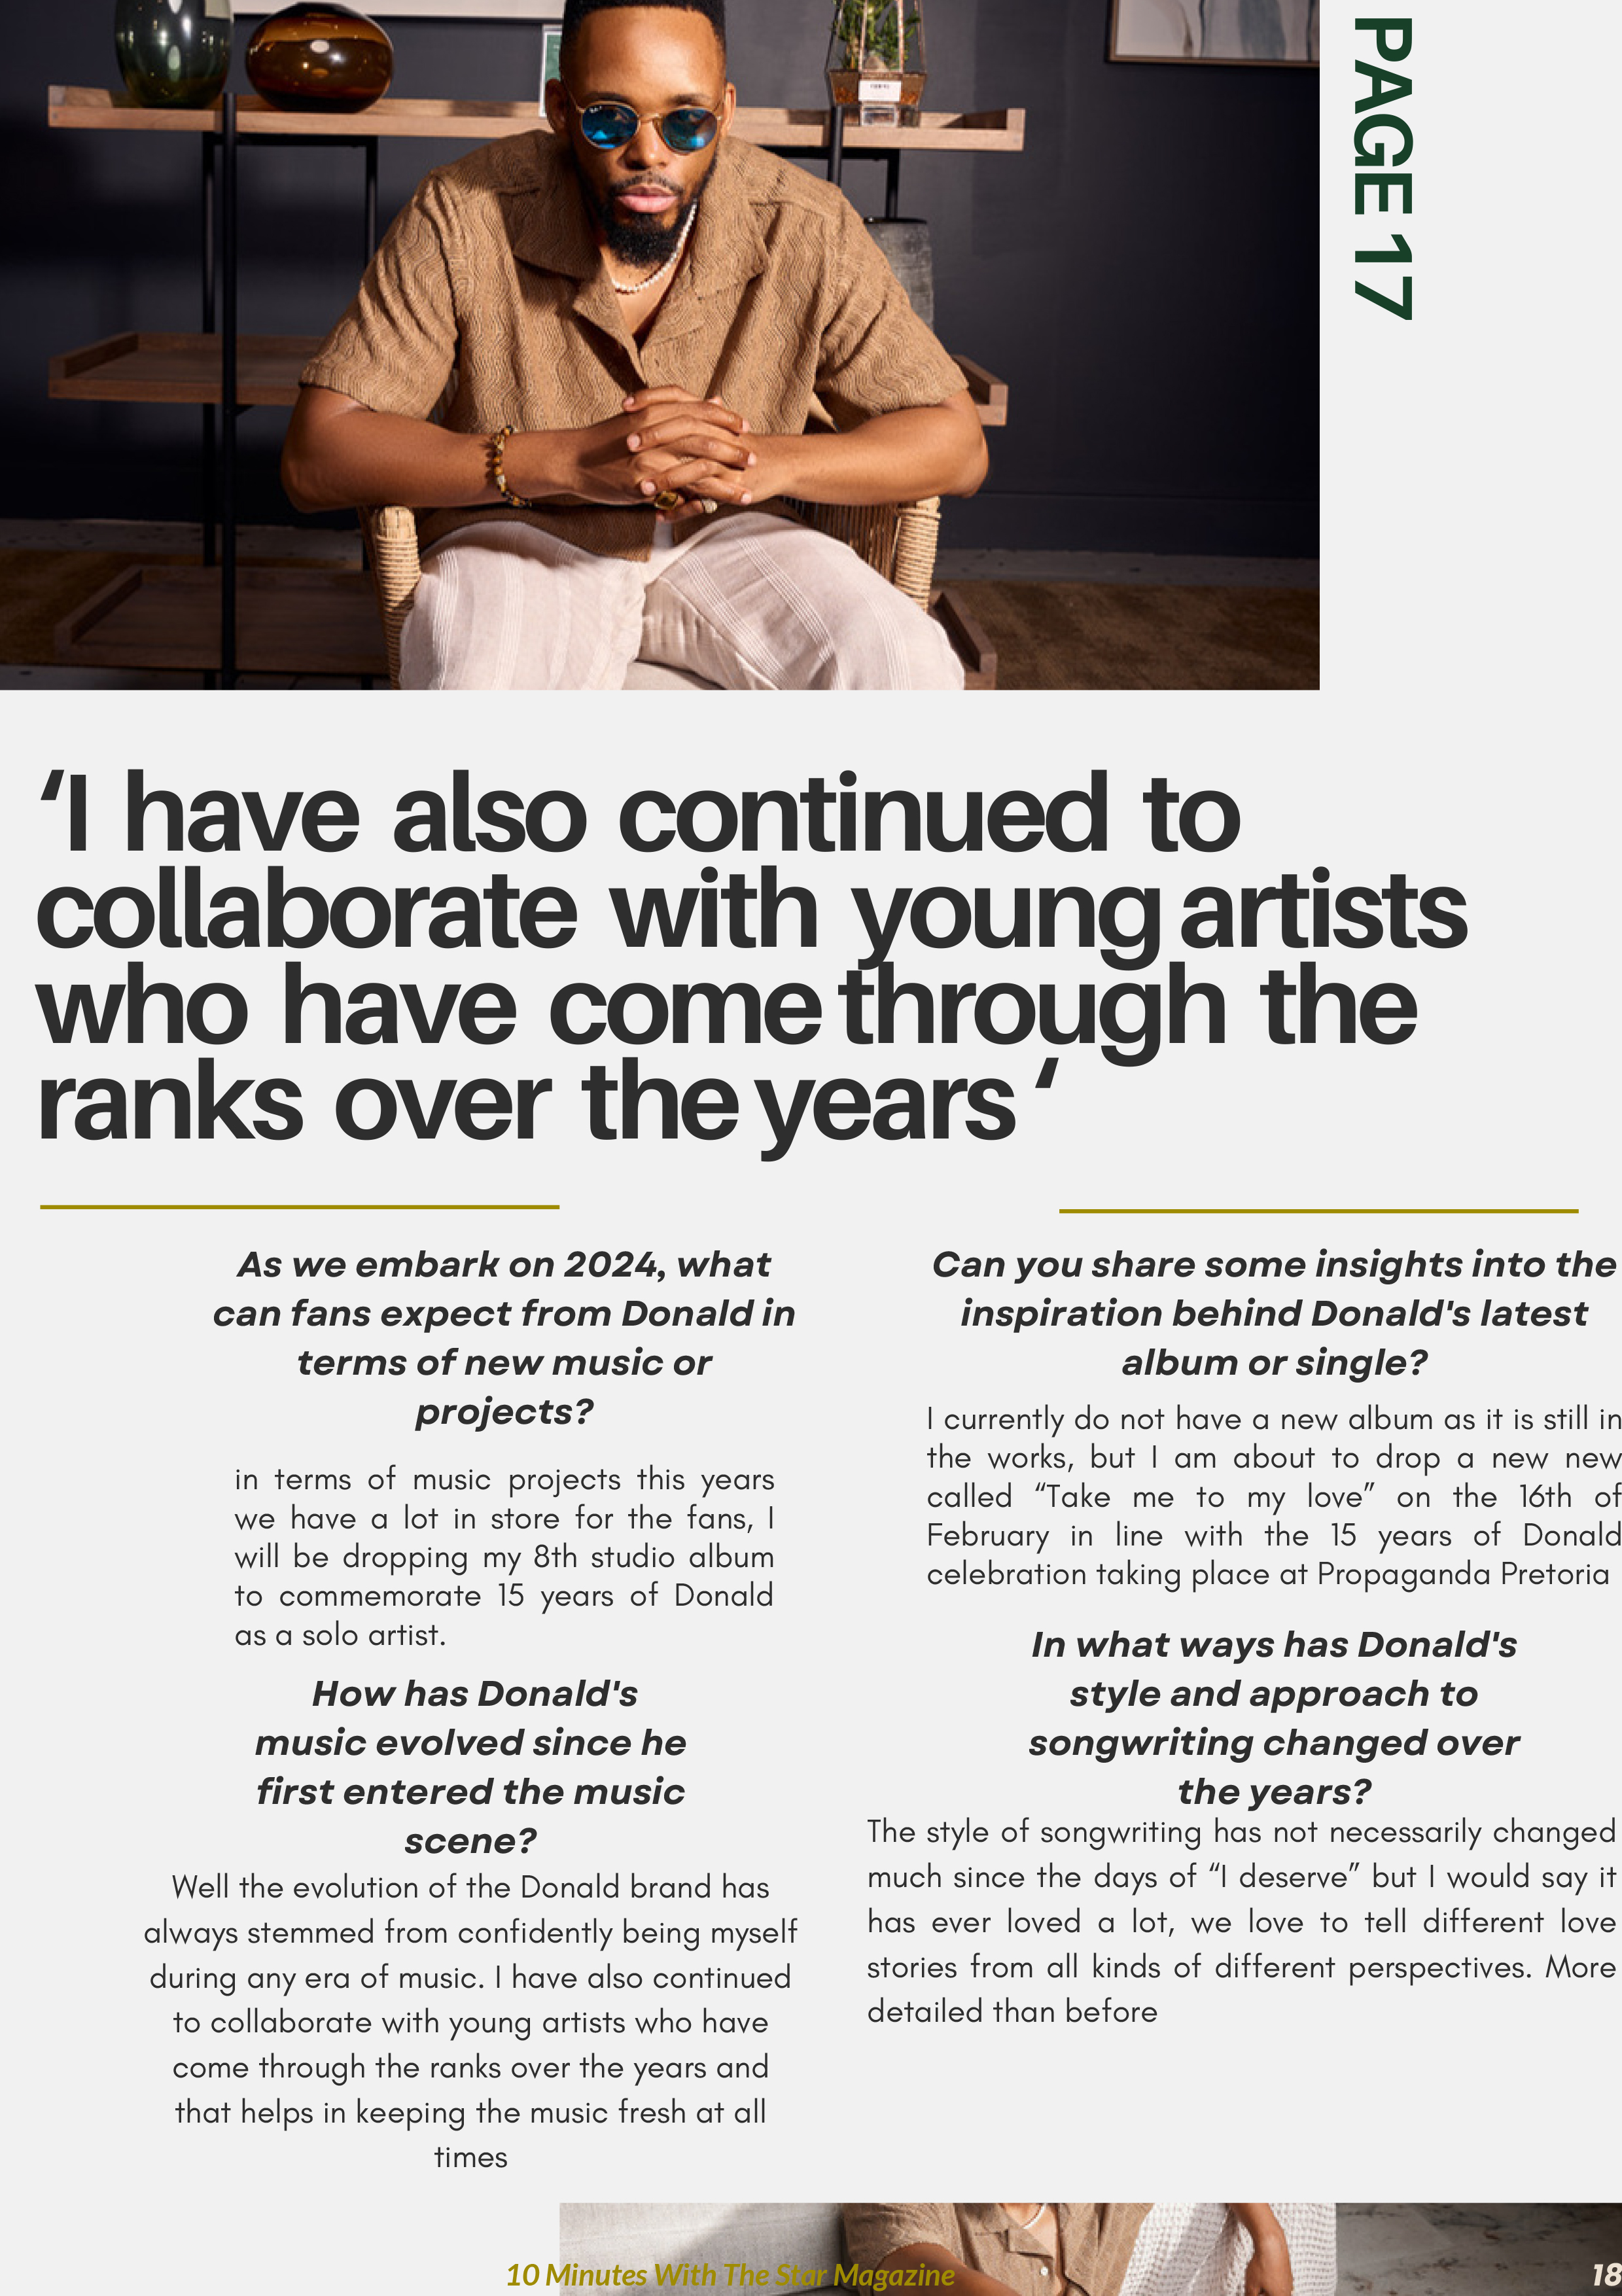 PAGE 17
‘I have also continued to
collaborate with young artists
who have come through the
ranks over the years ‘
As we embark on 2024, what
can fans expect from Donald in
terms of new music or
projects?
in terms of music projects this years
we have a lot in store for the fans, I
will be dropping my 8th studio album
to commemorate 15 years of Donald
as a solo artist.
How has Donald's
music evolved since he
first entered the music
scene?
Well the evolution of the Donald brand has
always stemmed from confidently being myself
during any era of music. I have also continued
to collaborate with young artists who have
come through the ranks over the years and
that helps in keeping the music fresh at all
times
Can you share some insights into the
inspiration behind Donald's latest
album or single?
I currently do not have a new album as it is still in
the works, but I am about to drop a new new
called “Take me to my love” on the 16th of
February in line with the 15 years of Donald
celebration taking place at Propaganda Pretoria
In what ways has Donald's
style and approach to
songwriting changed over
the years?
The style of songwriting has not necessarily changed
much since the days of “I deserve” but I would say it
has ever loved a lot, we love to tell different love
stories from all kinds of different perspectives. More
detailed than before
10 Minutes With The Star Magazine
18